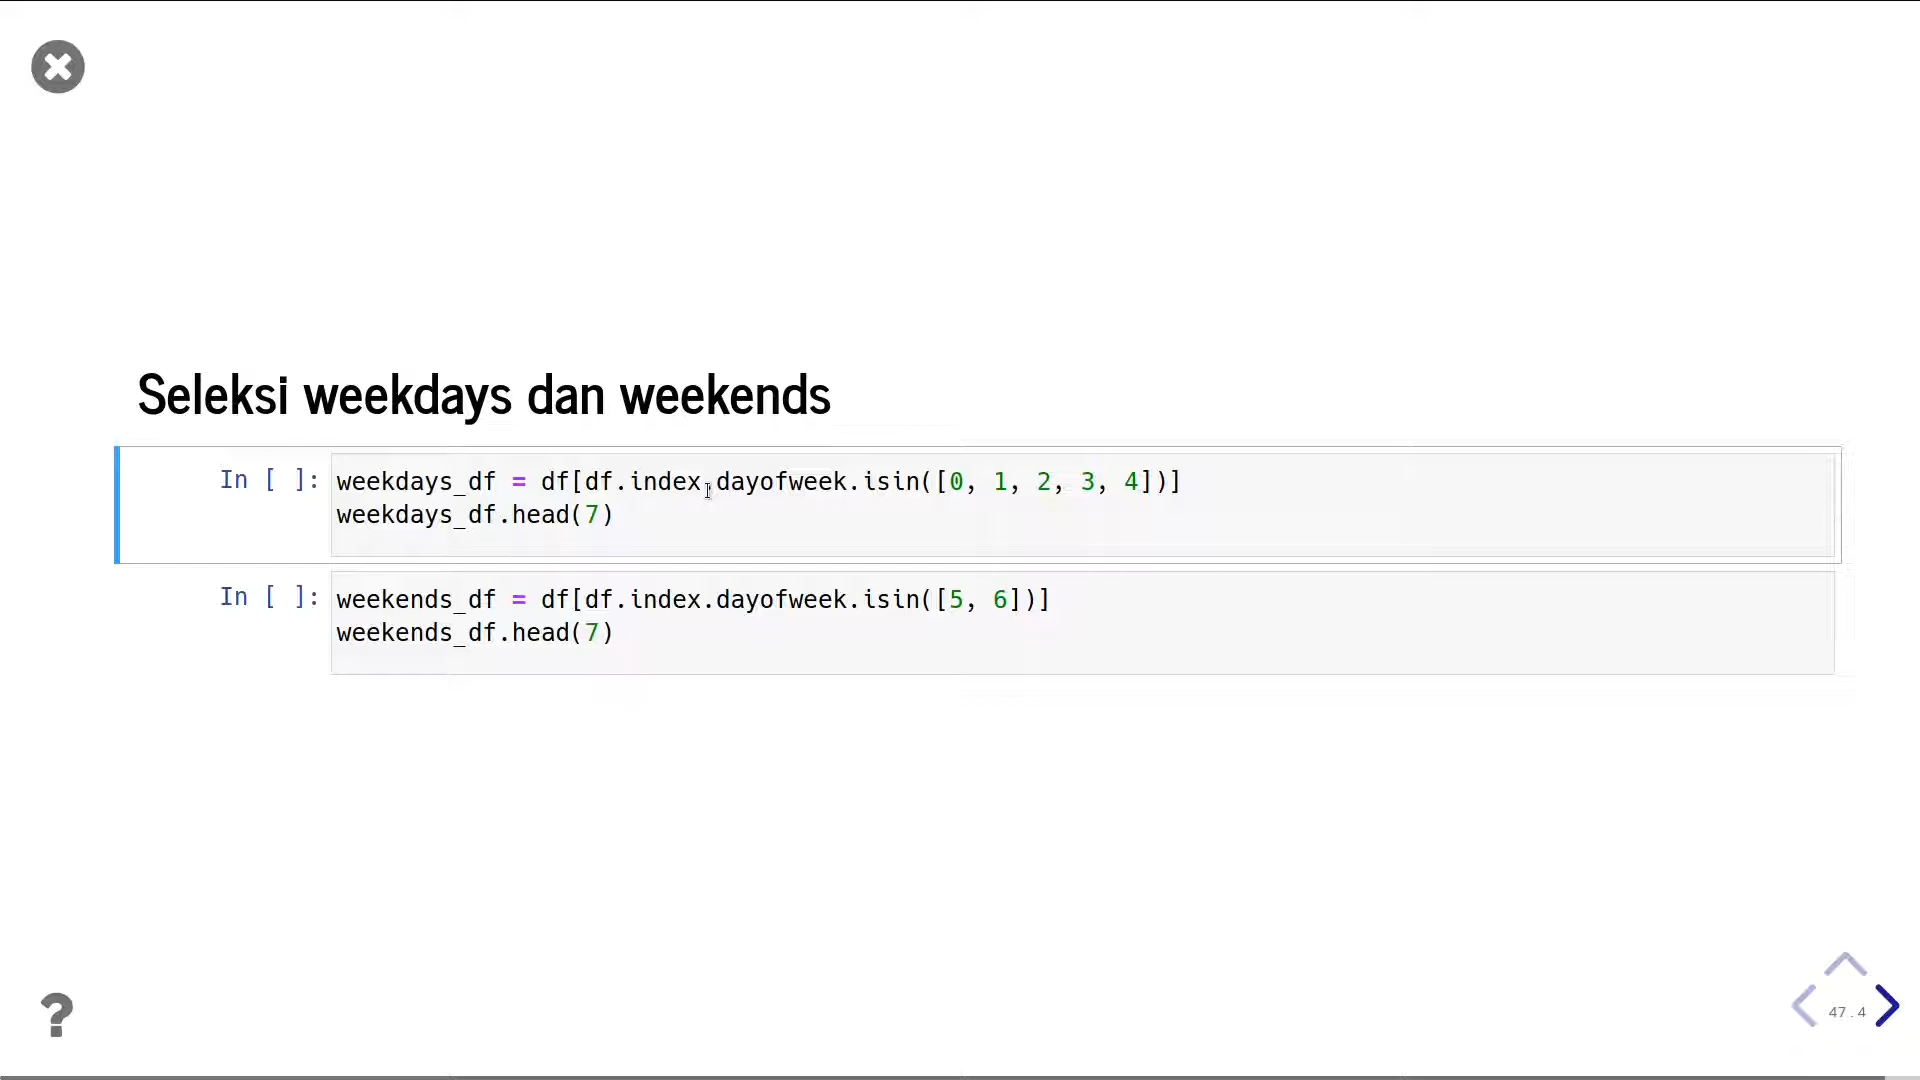 Seleksi weekdays dan weekends
In [ ]: weekdays_df = df[df.index.dayofweek.isin([0, 1, 2, 3, 4])]
weekdays_df.head(7)
In [ ]: weekends_df = df[df.index.dayofweek.isin([5, 6])]
weekends_df.head(7)
?
47.4